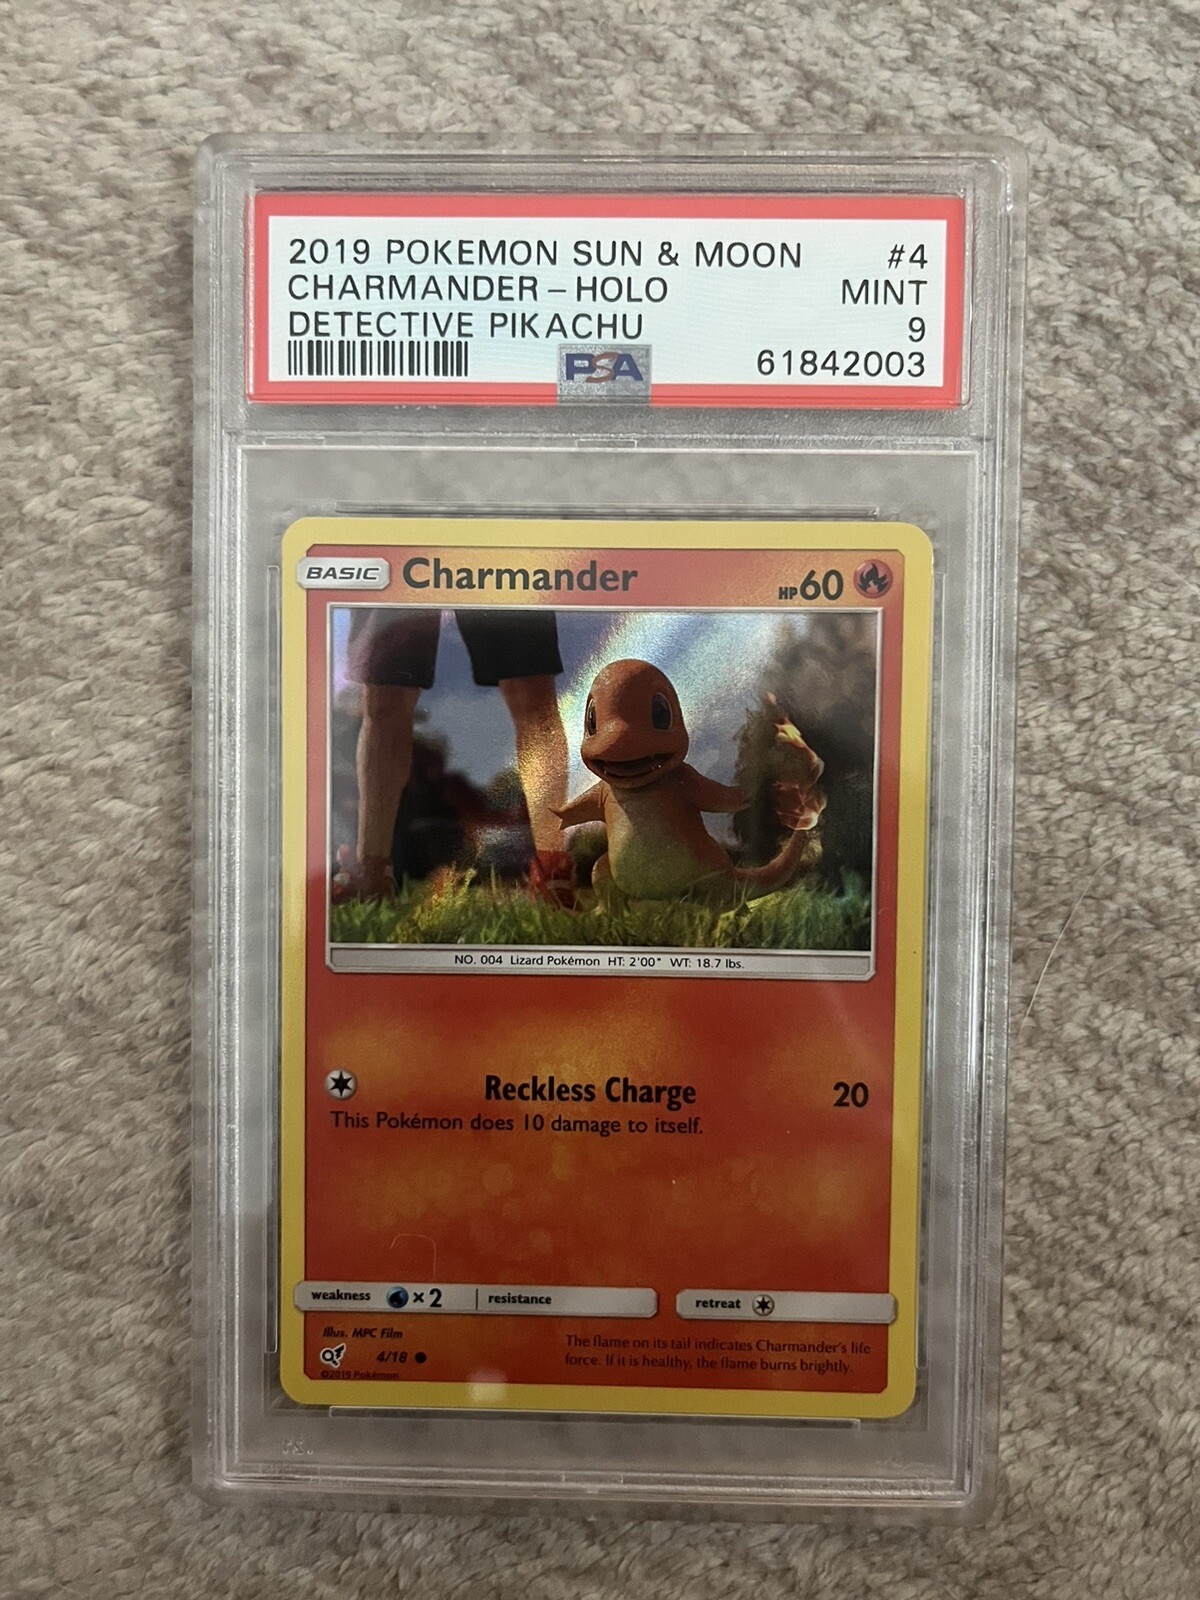 2019 POKEMON SUN & MOON #4
CHARMANDER – HOLO MINT
DETECTIVE PIKACHU 9
PSA 61842003
BASIC Charmander HP60
NO. 004 Lizard Pokémon HT: 2'00" WT: 18.7 lbs.
Reckless Charge 20
This Pokémon does 10 damage to itself.
weakness ×2 resistance retreat
Illus. MPC Film
4/18
©2019 Pokémon
The flame on its tail indicates Charmander's life
force. If it is healthy, the flame burns brightly.